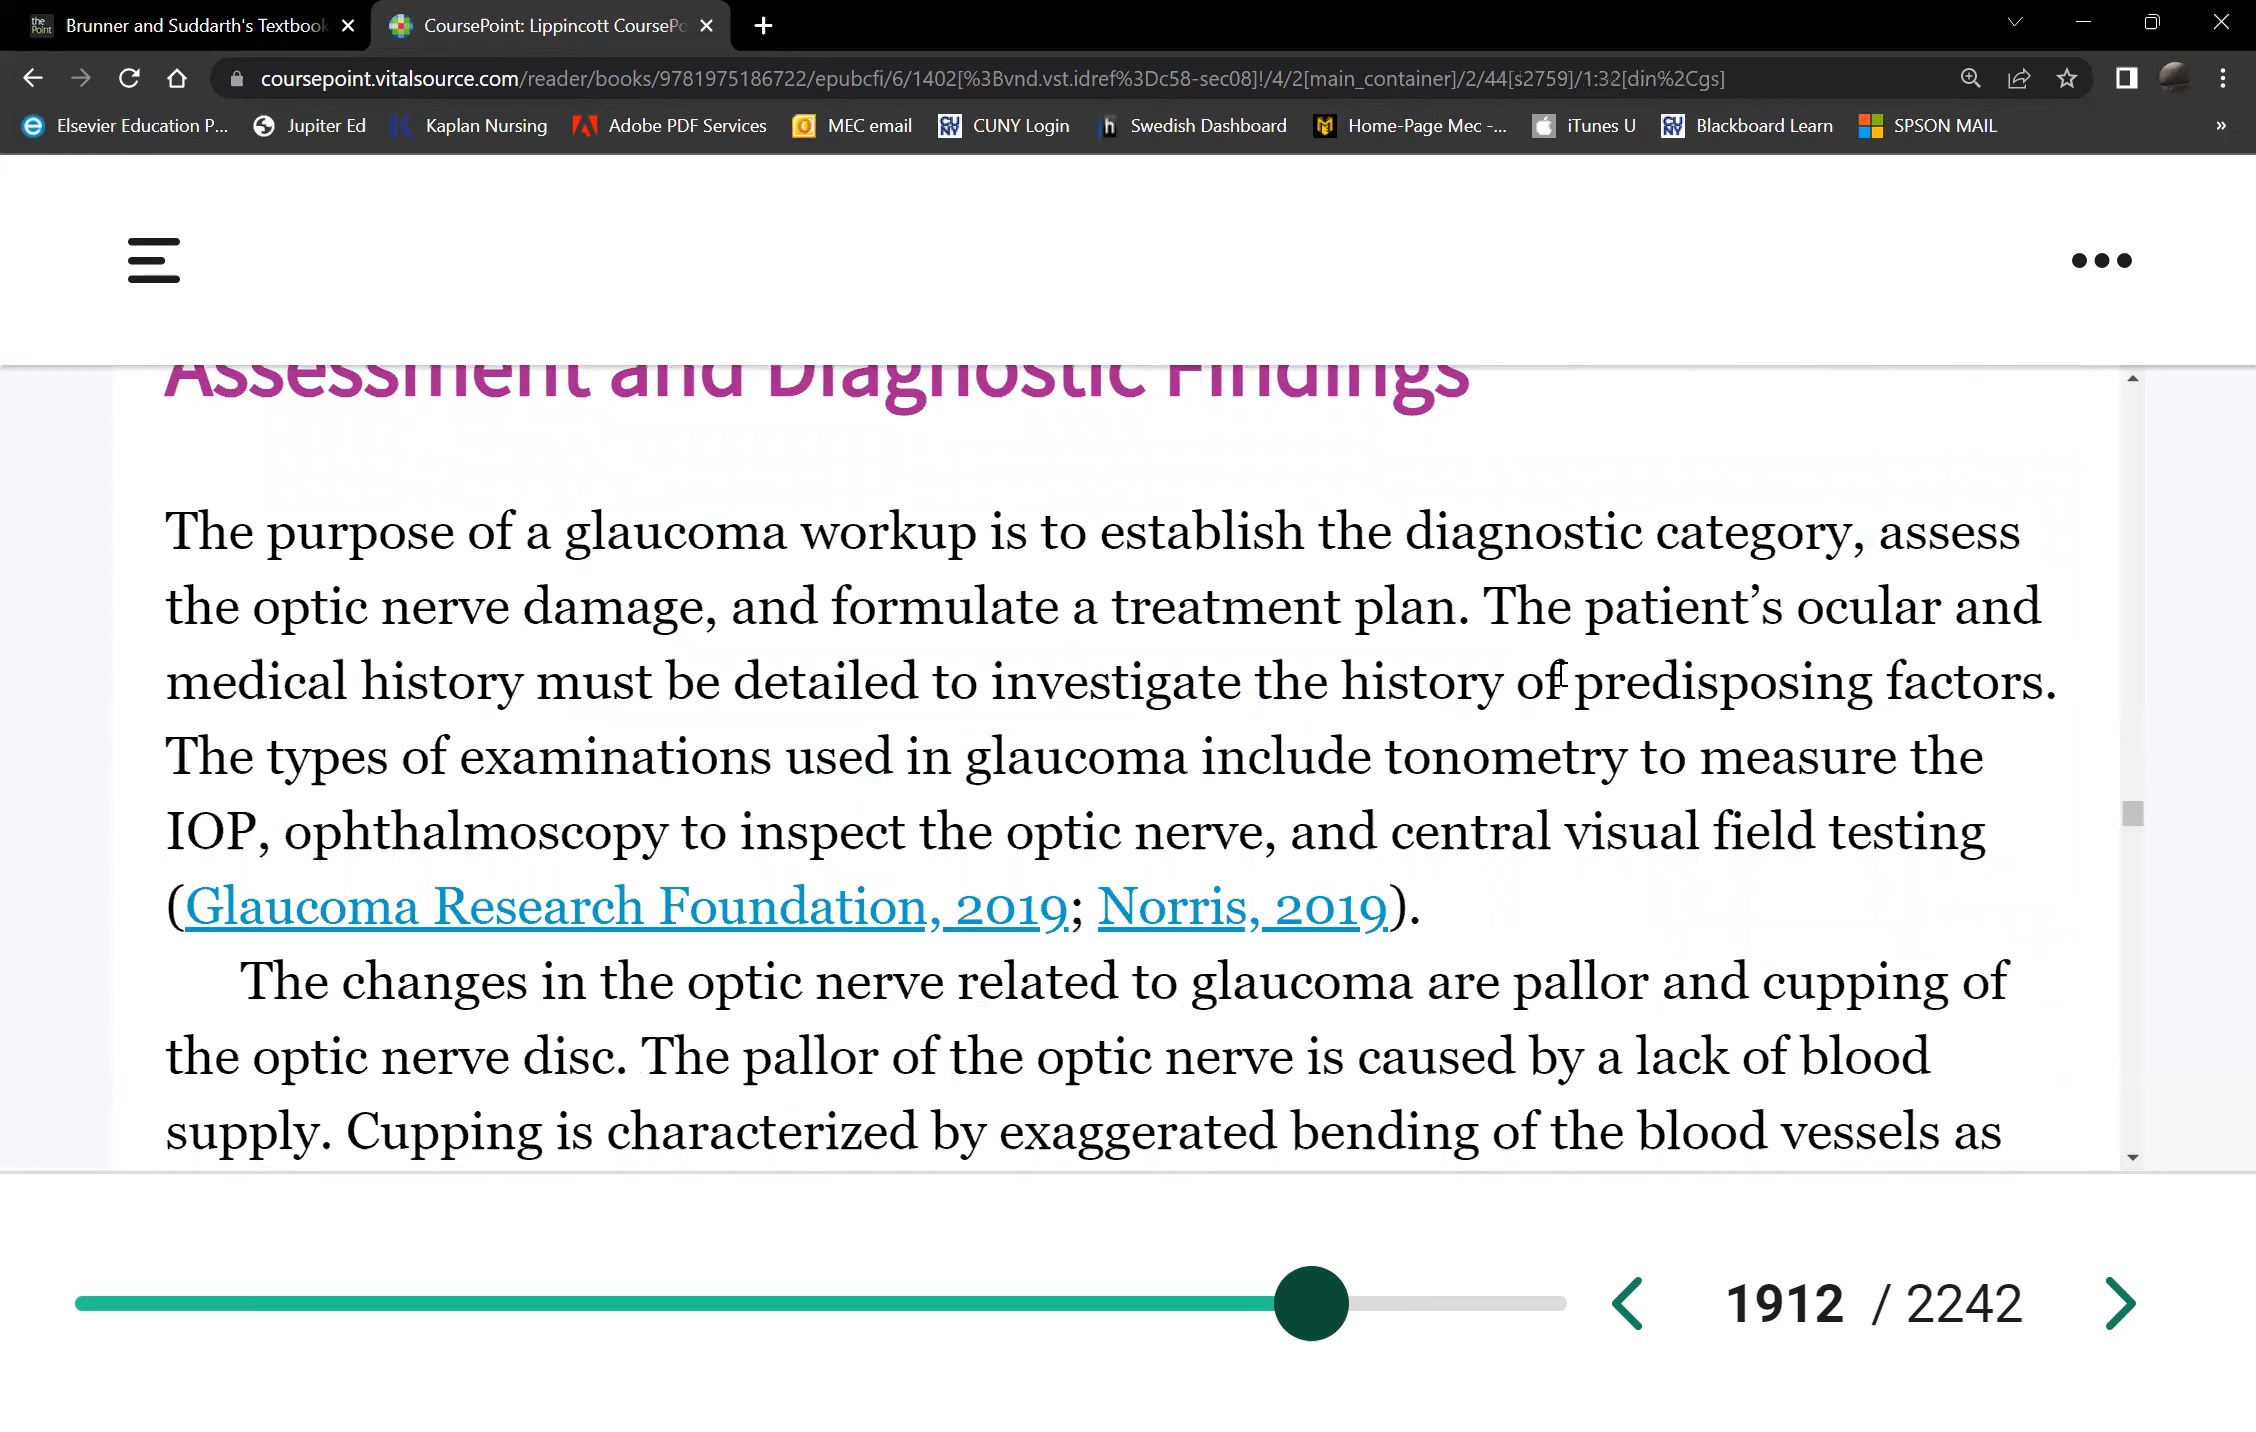 the Point
Brunner and Suddarth's Textbook
CoursePoint: Lippincott CoursePo
coursepoint.vitalsource.com/reader/books/9781975186722/epubcfi/6/1402[%3Bvnd.vst.idref%3Dc58-sec08]!/4/2[main_container]/2/44[s2759]/1:32[din%2Cgs]
Elsevier Education P... Jupiter Ed Kaplan Nursing Adobe PDF Services MEC email CUNY Login Swedish Dashboard Home-Page Mec -... iTunes U Blackboard Learn SPSON MAIL »
Assessment and Diagnostic Findings
The purpose of a glaucoma workup is to establish the diagnostic category, assess
the optic nerve damage, and formulate a treatment plan. The patient’s ocular and
medical history must be detailed to investigate the history of predisposing factors.
The types of examinations used in glaucoma include tonometry to measure the
IOP, ophthalmoscopy to inspect the optic nerve, and central visual field testing
(Glaucoma Research Foundation, 2019; Norris, 2019).
The changes in the optic nerve related to glaucoma are pallor and cupping of
the optic nerve disc. The pallor of the optic nerve is caused by a lack of blood
supply. Cupping is characterized by exaggerated bending of the blood vessels as
1912 / 2242